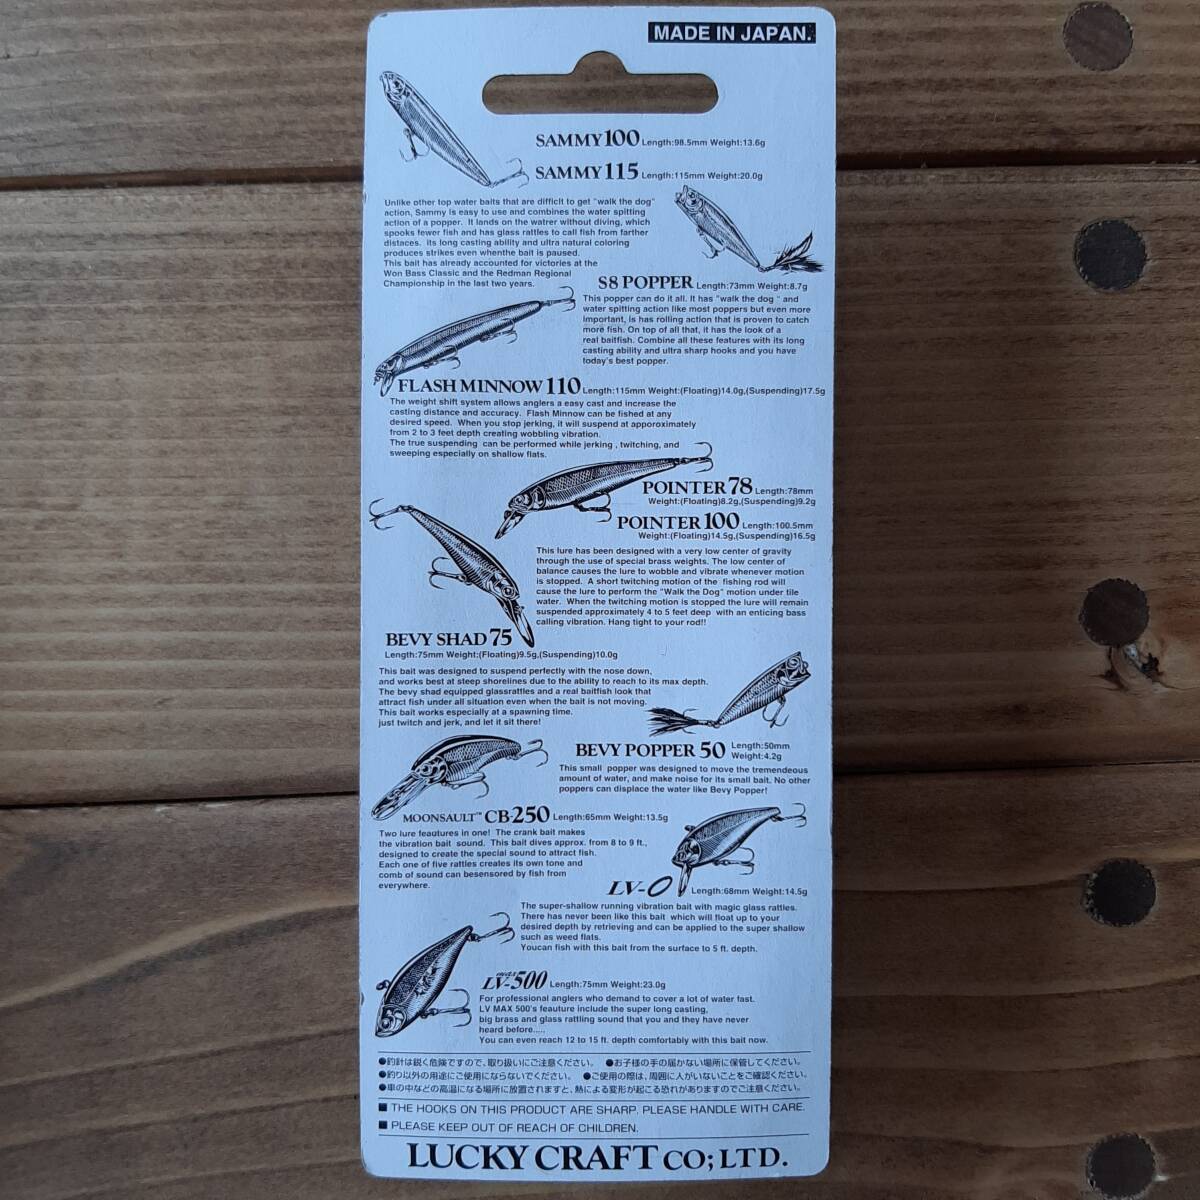 MADE IN JAPAN.
SAMMY 100 Length:98.5mm Weight:13.6g
SAMMY 115 Length:115mm Weight:20.0g
Unlike other top water baits that are difficlt to get "walk the dog"
action, Sammy is easy to use and combines the water spitting
action of a popper. It lands on the watrer without diving, which
spooks fewer fish and has glass rattles to call fish from farther
distaces. its long casting ability and ultra natural coloring
produces strikes even whenthe bait is paused.
This bait has already accounted for victories at the
Won Bass Classic and the Redman Regional
Championship in the last two years.
S8 POPPER Length:73mm Weight:8.7g
This popper can do it all. It has "walk the dog " and
water spitting action like most poppers but even more
important, is has rolling action that is proven to catch
more fish. On top of all that, it has the look of a
real baitfish. Combine all these features with its long
casting ability and ultra sharp hooks and you have
today's best popper.
FLASH MINNOW 110 Length:115mm Weight:(Floating)14.0g,(Suspending)17.5g
The weight shift system allows anglers a easy cast and increase the
casting distance and accuracy. Flash Minnow can be fished at any
desired speed. When you stop jerking, it will suspend at apporoximately
from 2 to 3 feet depth creating wobbling vibration.
The true suspending can be performed while jerking , twitching, and
sweeping especially on shallow flats.
POINTER 78 Length:78mm
Weight:(Floating)8.2g,(Suspending)9.2g
POINTER 100 Length:100.5mm
Weight:(Floating)14.5g,(Suspending)16.5g
This lure has been designed with a very low center of gravity
through the use of special brass weights. The low center of
balance causes the lure to wobble and vibrate whenever motion
is stopped. A short twitching motion of the fishing rod will
cause the lure to perform the "Walk the Dog" motion under tile
water. When the twitching motion is stopped the lure will remain
suspended approximately 4 to 5 feet deep with an enticing bass
calling vibration. Hang tight to your rod!!
BEVY SHAD 75
Length:75mm Weight:(Floating)9.5g,(Suspending)10.0g
This bait was designed to suspend perfectly with the nose down,
and works best at steep shorelines due to the ability to reach to its max depth.
The bevy shad equipped glassrattles and a real baitfish look that
attract fish under all situation even when the bait is not moving.
This bait works especially at a spawning time.
just twitch and jerk, and let it sit there!
BEVY POPPER 50 Length:50mm
Weight:4.2g
This small popper was designed to move the tremendeous
amount of water, and make noise for its small bait. No other
poppers can displace the water like Bevy Popper!
MOONSAULT™ CB-250 Length:65mm Weight:13.5g
Two lure feautures in one! The crank bait makes
the vibration bait sound. This bait dives approx. from 8 to 9 ft.,
designed to create the special sound to attract fish.
Each one of five rattles creates its own tone and
comb of sound can besensored by fish from
everywhere.
LV-0 Length:68mm Weight:14.5g
The super-shallow running vibration bait with magic glass rattles.
There has never been like this bait which will float up to your
desired depth by retrieving and can be applied to the super shallow
such as weed flats.
Youcan fish with this bait from the surface to 5 ft. depth.
max
LV-500 Length:75mm Weight:23.0g
For professional anglers who demand to cover a lot of water fast.
LV MAX 500's feauture include the super long casting,
big brass and glass rattling sound that you and they have never
heard before.....
You can even reach 12 to 15 ft. depth comfortably with this bait now.
●釣針は鋭く危険ですので、取り扱いにご注意ください。 ●お子様の手の届かない場所に保管してください。
●釣り以外の用途にご使用にならないでください。 ●ご使用の際は、周囲に人がいないことをご確認ください。
●車の中などの高温になる場所に放置されますと、熱による変形が起こる恐れがありますのでご注意ください。
■ THE HOOKS ON THIS PRODUCT ARE SHARP. PLEASE HANDLE WITH CARE.
■ PLEASE KEEP OUT OF REACH OF CHILDREN.
LUCKY CRAFT CO;LTD.